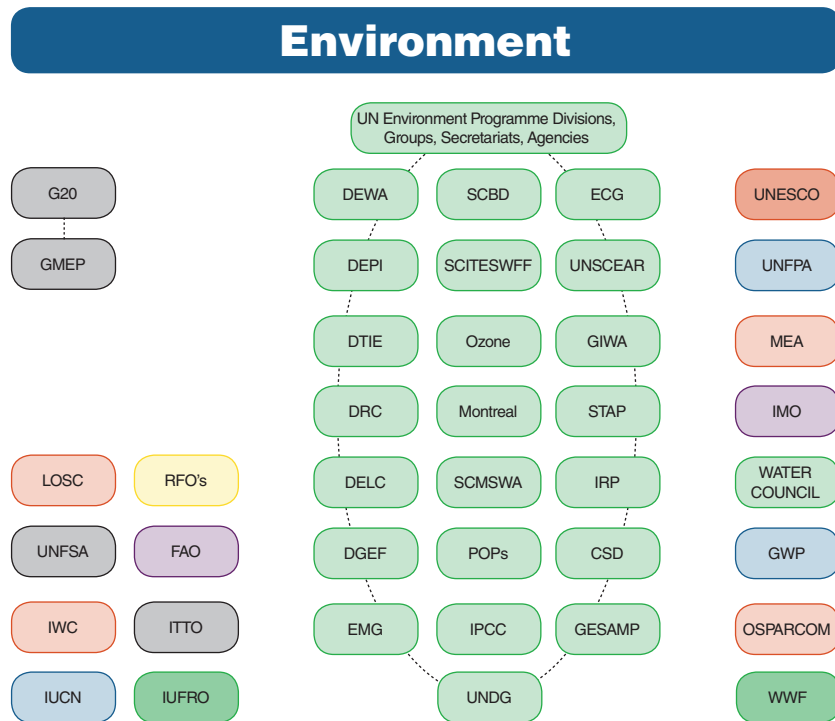 Environment
UN Environment Programme Divisions,
Groups, Secretariats, Agencies
G20
DEWA
SCBD
ECG
UNESCO
GMEP
DEPI
SCITESWFF
UNSCEAR
UNFPA
DTIE
Ozone
GIWA
MEA
DRC
Montreal
STAP
IMO
LOSC
RFO's
DELC
SCMSWA
IRP
WATER
COUNCIL
UNFSA
FAO
DGEF
POPs
CSD
GWP
IWC
ITTO
EMG
IPCC
GESAMP
OSPARCOM
IUCN
IUFRO
UNDG
WWF